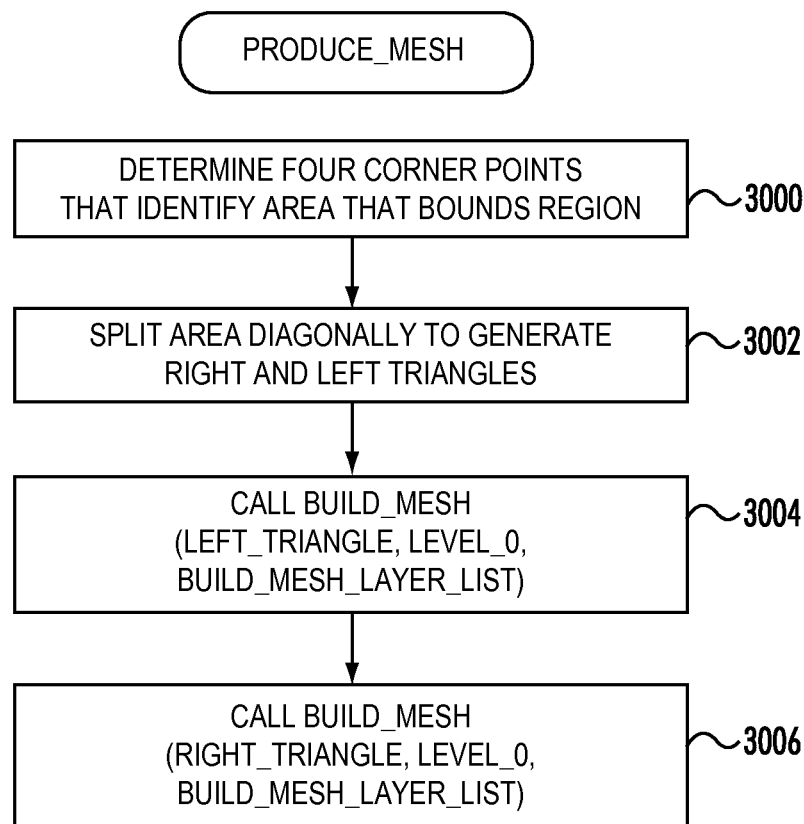 PRODUCE_MESH
DETERMINE FOUR CORNER POINTS
THAT IDENTIFY AREA THAT BOUNDS REGION
3000
SPLIT AREA DIAGONALLY TO GENERATE
RIGHT AND LEFT TRIANGLES
3002
CALL BUILD_MESH
(LEFT_TRIANGLE, LEVEL_0,
BUILD_MESH_LAYER_LIST)
3004
CALL BUILD_MESH
(RIGHT_TRIANGLE, LEVEL_0,
BUILD_MESH_LAYER_LIST)
3006